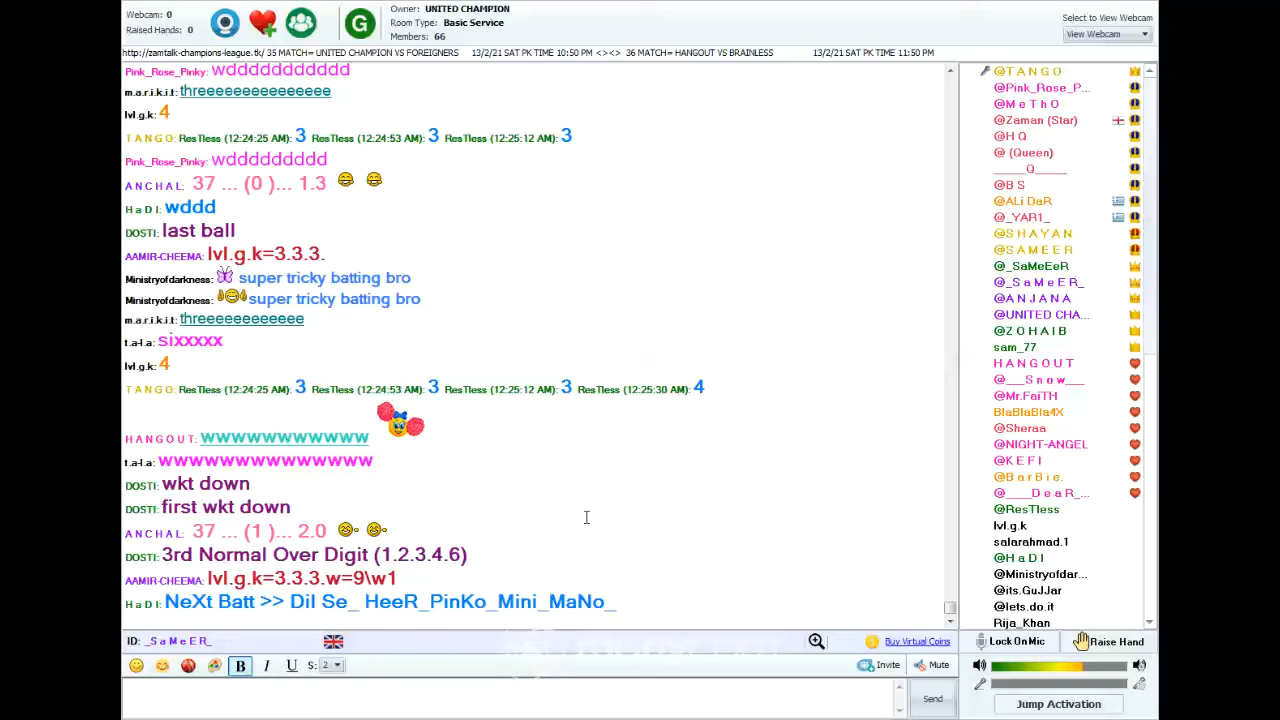 Webcam: 0
Raised Hands: 0
G
Owner: UNITED CHAMPION
Room Type: Basic Service
Members: 66
Select to View Webcam
View Webcam
http://zamtalk-champions-league.tk/ 35 MATCH= UNITED CHAMPION VS FOREIGNERS 13/2/21 SAT PK TIME 10:50 PM <><> 36 MATCH= HANGOUT VS BRAINLESS 13/2/21 SAT PK TIME 11:50 PM
Pink_Rose_Pinky: wddddddddddd
m.a.r.i.k.i.t: threeeeeeeeeeeeeee
lvl.g.k: 4
T A N G O: ResTless (12:24:25 AM): 3 ResTless (12:24:53 AM): 3 ResTless (12:25:12 AM): 3
Pink_Rose_Pinky: wddddddddd
A N C H A L: 37 ... (0 )... 1.3
H a D I: wddd
DOSTI: last ball
AAMIR-CHEEMA: lvl.g.k=3.3.3.
Ministryofdarkness: super tricky batting bro
Ministryofdarkness: super tricky batting bro
m.a.r.i.k.i.t: threeeeeeeeeeee
t.a-l.a: sixxxxx
lvl.g.k: 4
T A N G O: ResTless (12:24:25 AM): 3 ResTless (12:24:53 AM): 3 ResTless (12:25:12 AM): 3 ResTless (12:25:30 AM): 4
H A N G O U T: wwwwwwwwwww
t.a-l.a: wwwwwwwwwwwwww
DOSTI: wkt down
DOSTI: first wkt down
A N C H A L: 37 ... (1 )... 2.0
DOSTI: 3rd Normal Over Digit (1.2.3.4.6)
AAMIR-CHEEMA: lvl.g.k=3.3.3.w=9\w1
H a D I: NeXt Batt >> Dil Se_ HeeR_PinKo_Mini_MaNo_
@T A N G O
@Pink_Rose_P...
@M e T h O
@Zaman (Star)
@H Q
@ (Queen)
_____Q_____
@B S
@ALi DaR
@_YAR1_
@S H A Y A N
@S A M E E R
@_SaMeEeR
@_S a M e E R_
@A N J A N A
@UNITED CHA...
@Z O H A I B
sam_77
H A N G O U T
@___S n o w___
@Mr.FaiTH
BlaBlaBla4X
@Sheraa
@NIGHT-ANGEL
@K E F I
@B a r B i e.
@____D e a R_...
@ResTless
lvl.g.k
salarahmad.1
@H a D I
@Ministryofdar...
@its.GuJJar
@lets.do.it
Rija_Khan
ID: _S a M e E R_
Buy Virtual Coins
Lock On Mic
Raise Hand
B I U S: 2
Invite
Mute
Send
Jump Activation